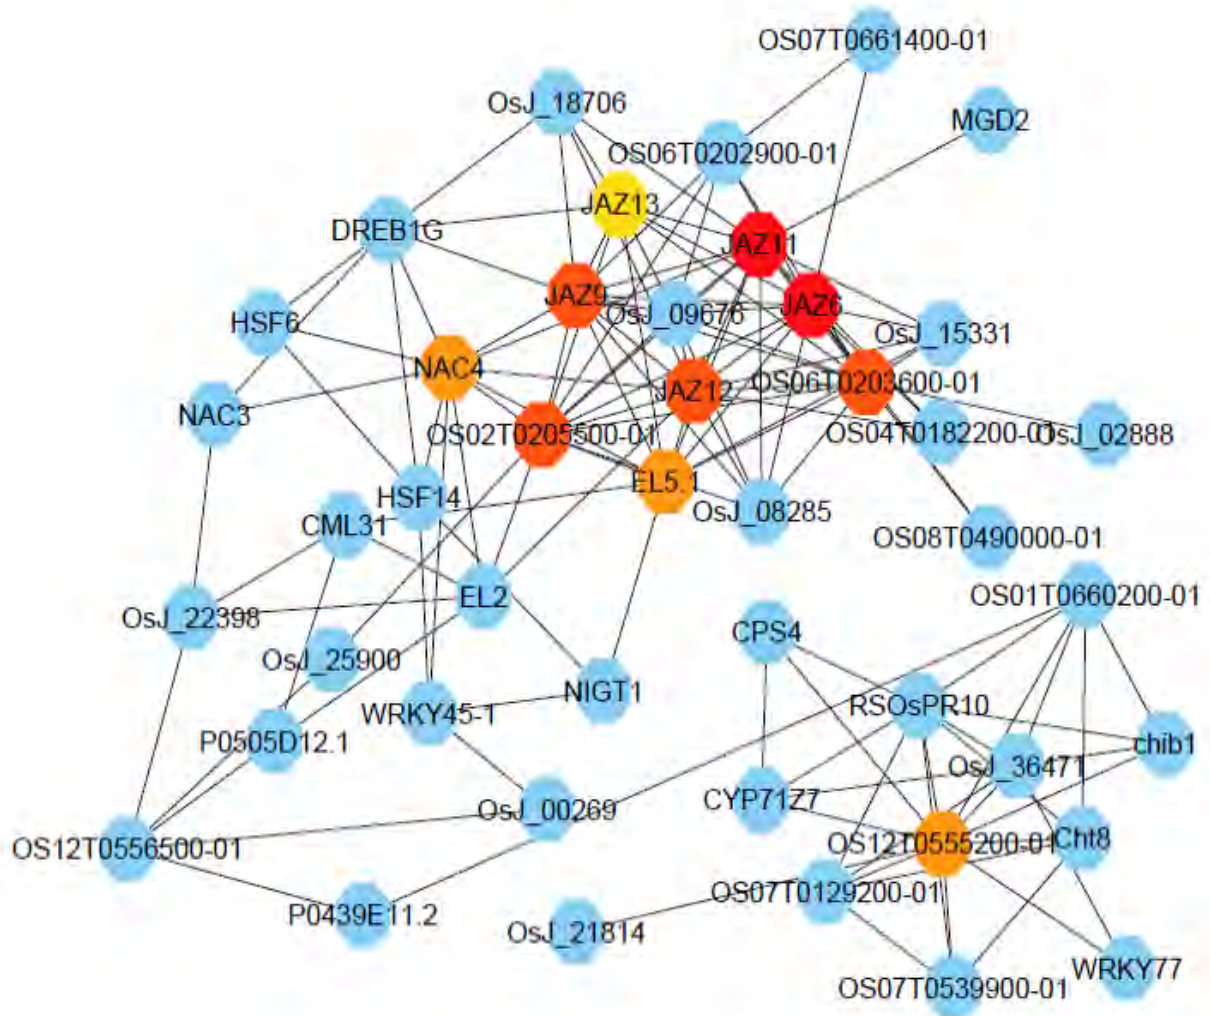 OS07T0661400-01
OsJ_18706
MGD2
OS06T0202900-01
JAZ13
DREB1G
JAZ11
JAZ9
JAZ6
OsJ_09676
HSF6
OsJ_15331
NAC4
JAZ12
OS06T0203600-01
NAC3
OS02T0205500-01
OS04T0182200-01
OsJ_02888
EL5.1
HSF14
OsJ_08285
CML31
OS08T0490000-01
EL2
OS01T0660200-01
OsJ_22398
CPS4
OsJ_25900
NIGT1
RSOsPR10
WRKY45-1
P0505D12.1
chib1
OsJ_36471
CYP71Z7
OsJ_00269
OS12T0556500-01
OS12T0555200-01
Cht8
OS07T0129200-01
P0439E11.2
OsJ_21814
WRKY77
OS07T0539900-01